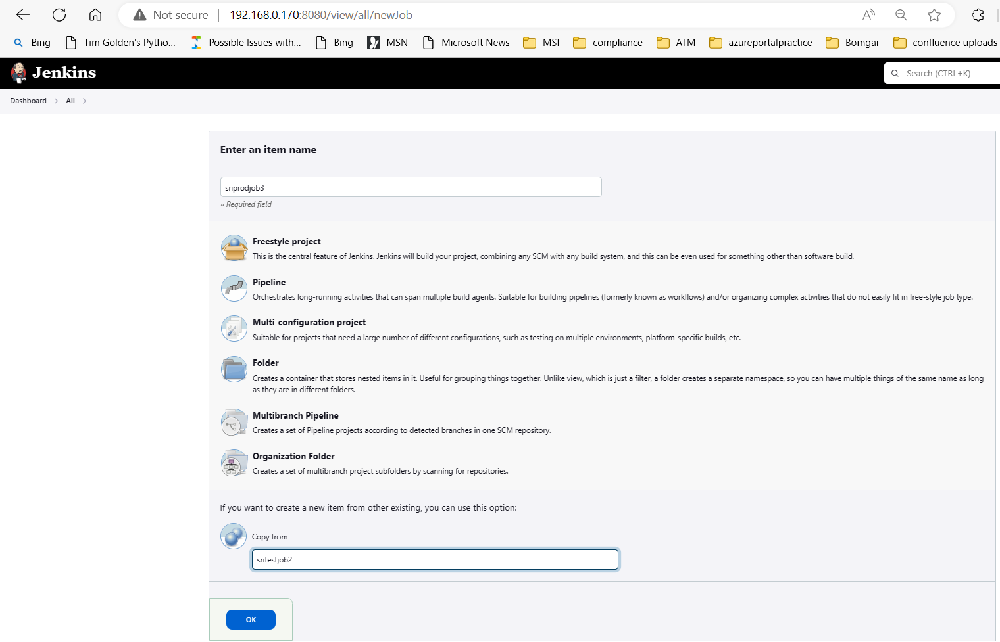 Not secure | 192.168.0.170:8080/view/all/newJob
Bing Tim Golden's Pytho... Possible Issues with... Bing MSN Microsoft News MSI compliance ATM azureportalpractice Bomgar confluence uploads
Jenkins
Search (CTRL+K)
Dashboard > All >
Enter an item name
sriprodjob3
» Required field
Freestyle project
This is the central feature of Jenkins. Jenkins will build your project, combining any SCM with any build system, and this can be even used for something other than software build.
Pipeline
Orchestrates long-running activities that can span multiple build agents. Suitable for building pipelines (formerly known as workflows) and/or organizing complex activities that do not easily fit in free-style job type.
Multi-configuration project
Suitable for projects that need a large number of different configurations, such as testing on multiple environments, platform-specific builds, etc.
Folder
Creates a container that stores nested items in it. Useful for grouping things together. Unlike view, which is just a filter, a folder creates a separate namespace, so you can have multiple things of the same name as long
as they are in different folders.
Multibranch Pipeline
Creates a set of Pipeline projects according to detected branches in one SCM repository.
Organization Folder
Creates a set of multibranch project subfolders by scanning for repositories.
If you want to create a new item from other existing, you can use this option:
Copy from
sritestjob2
OK